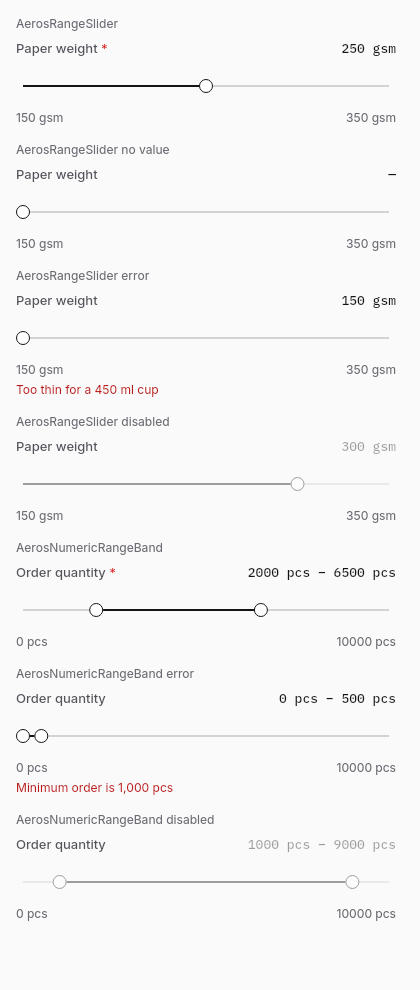 AerosRangeSlider
Paper weight * 250 gsm
150 gsm 350 gsm
AerosRangeSlider no value
Paper weight –
150 gsm 350 gsm
AerosRangeSlider error
Paper weight 150 gsm
150 gsm 350 gsm
Too thin for a 450 ml cup
AerosRangeSlider disabled
Paper weight 300 gsm
150 gsm 350 gsm
AerosNumericRangeBand
Order quantity * 2000 pcs – 6500 pcs
0 pcs 10000 pcs
AerosNumericRangeBand error
Order quantity 0 pcs – 500 pcs
0 pcs 10000 pcs
Minimum order is 1,000 pcs
AerosNumericRangeBand disabled
Order quantity 1000 pcs – 9000 pcs
0 pcs 10000 pcs